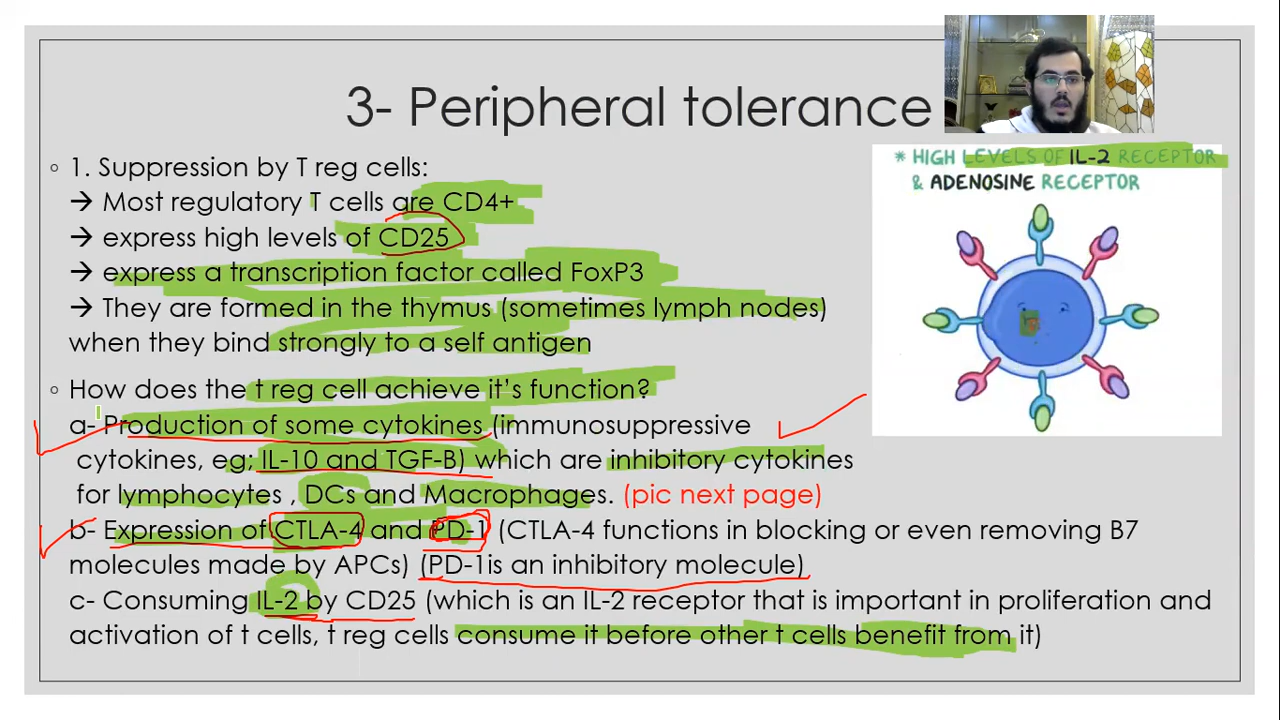 3- Peripheral tolerance
* HIGH LEVELS OF IL-2 RECEPTOR
& ADENOSINE RECEPTOR
◦ 1. Suppression by T reg cells:
→ Most regulatory T cells are CD4+
→ express high levels of CD25
→ express a transcription factor called FoxP3
→ They are formed in the thymus (sometimes lymph nodes)
when they bind strongly to a self antigen
◦ How does the t reg cell achieve it's function?
a- Production of some cytokines (immunosuppressive
cytokines, eg; IL-10 and TGF-B) which are inhibitory cytokines
for lymphocytes , DCs and Macrophages. (pic next page)
b- Expression of CTLA-4 and PD-1 (CTLA-4 functions in blocking or even removing B7
molecules made by APCs) (PD-1is an inhibitory molecule)
c- Consuming IL-2 by CD25 (which is an IL-2 receptor that is important in proliferation and
activation of t cells, t reg cells consume it before other t cells benefit from it)